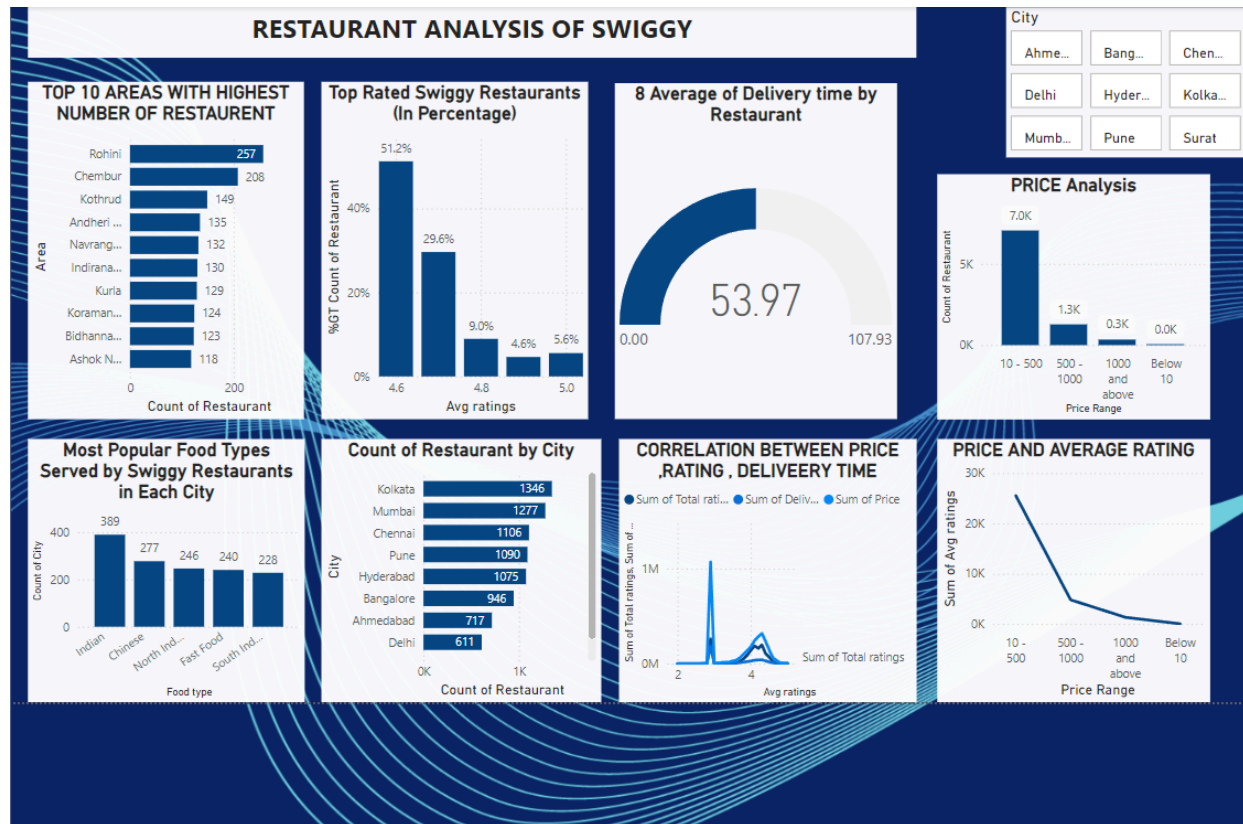 RESTAURANT ANALYSIS OF SWIGGY
City
Ahme...
Bang...
Chen...
Delhi
Hyder...
Kolka...
Mumb...
Pune
Surat
TOP 10 AREAS WITH HIGHEST
NUMBER OF RESTAURENT
Area
Rohini 257
Chembur 208
Kothrud 149
Andheri ... 135
Navrang... 132
Indirana... 130
Kurla 129
Koraman... 124
Bidhanna... 123
Ashok N... 118
0 200
Count of Restaurant
Top Rated Swiggy Restaurants
(In Percentage)
%GT Count of Restaurant
40%
20%
0%
51.2%
29.6%
9.0%
4.6%
5.6%
4.6 4.8 5.0
Avg ratings
8 Average of Delivery time by
Restaurant
53.97
0.00
107.93
PRICE Analysis
Count of Restaurant
5K
0K
7.0K
1.3K
0.3K
0.0K
10 - 500
500 -
1000
1000
and
above
Below
10
Price Range
Most Popular Food Types
Served by Swiggy Restaurants
in Each City
Count of City
400
200
0
389
277
246
240
228
Indian
Chinese
North Ind...
Fast Food
South Ind...
Food type
Count of Restaurant by City
City
Kolkata 1346
Mumbai 1277
Chennai 1106
Pune 1090
Hyderabad 1075
Bangalore 946
Ahmedabad 717
Delhi 611
0K 1K
Count of Restaurant
CORRELATION BETWEEN PRICE
,RATING , DELIVEERY TIME
Sum of Total rati... Sum of Deliv... Sum of Price
Sum of Total ratings, Sum of ...
1M
0M
2 4
Sum of Total ratings
Avg ratings
PRICE AND AVERAGE RATING
Sum of Avg ratings
30K
20K
10K
0K
10 -
500
500 -
1000
1000
and
above
Below
10
Price Range